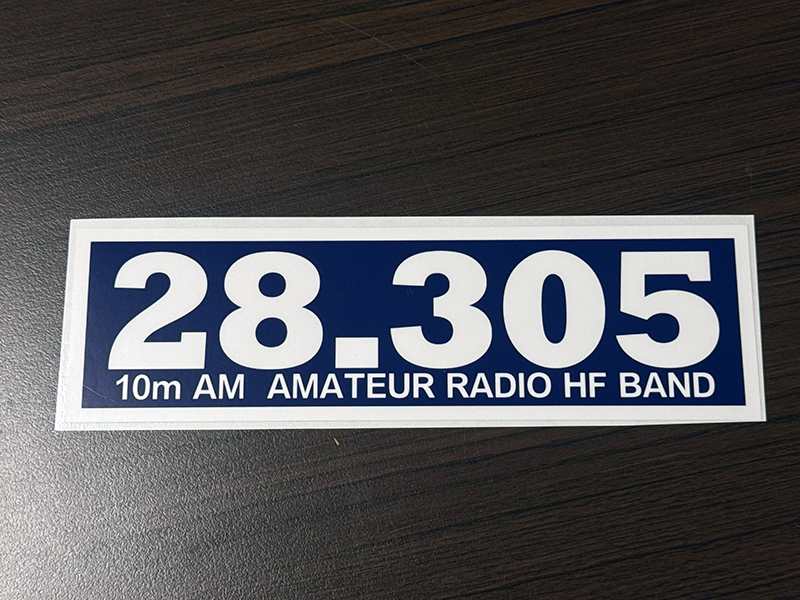 28.305
10m AM AMATEUR RADIO HF BAND